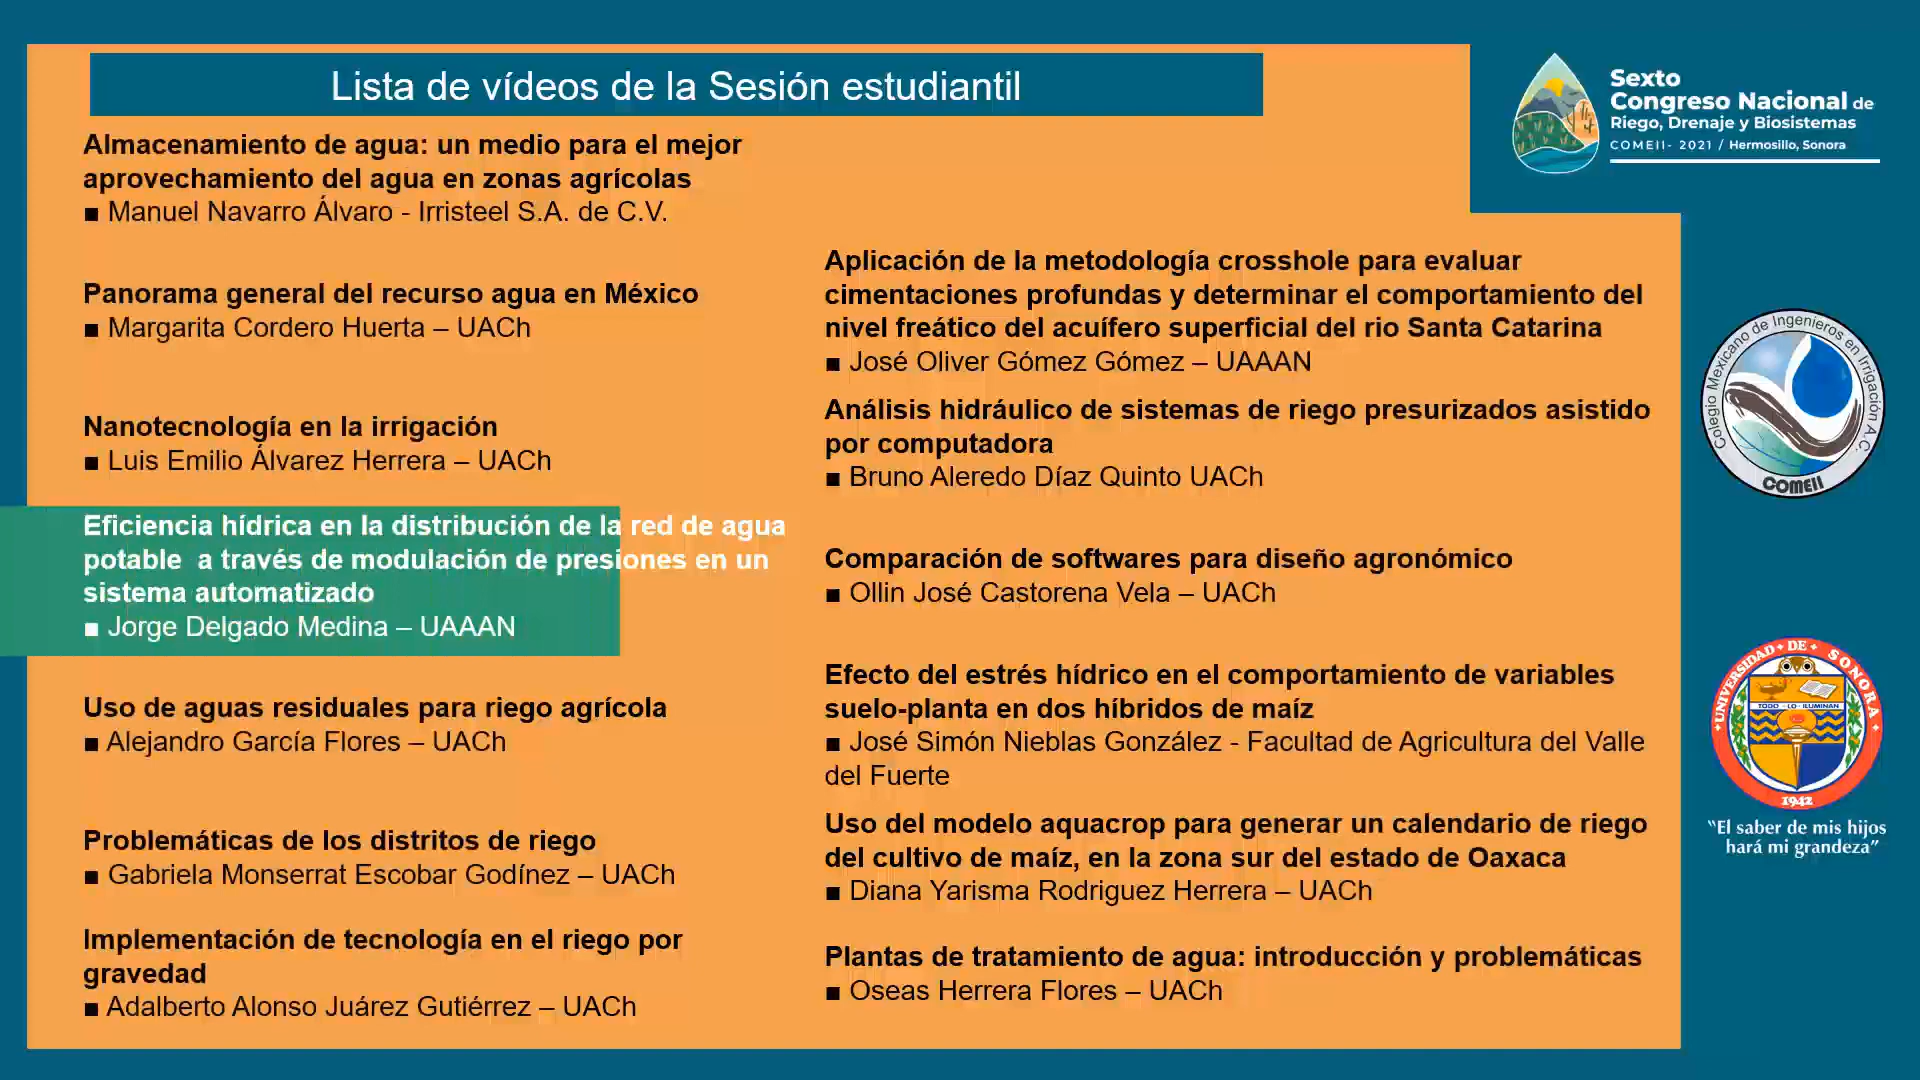 Lista de vídeos de la Sesión estudiantil
Almacenamiento de agua: un medio para el mejor
aprovechamiento del agua en zonas agrícolas
■ Manuel Navarro Álvaro - Irristeel S.A. de C.V.
Panorama general del recurso agua en México
■ Margarita Cordero Huerta – UACh
Nanotecnología en la irrigación
■ Luis Emilio Álvarez Herrera – UACh
Eficiencia hídrica en la distribución de la red de agua
potable  a través de modulación de presiones en un
sistema automatizado
■ Jorge Delgado Medina – UAAAN
Uso de aguas residuales para riego agrícola
■ Alejandro García Flores – UACh
Problemáticas de los distritos de riego
■ Gabriela Monserrat Escobar Godínez – UACh
Implementación de tecnología en el riego por
gravedad
■ Adalberto Alonso Juárez Gutiérrez – UACh
Aplicación de la metodología crosshole para evaluar
cimentaciones profundas y determinar el comportamiento del
nivel freático del acuífero superficial del rio Santa Catarina
■ José Oliver Gómez Gómez – UAAAN
Análisis hidráulico de sistemas de riego presurizados asistido
por computadora
■ Bruno Aleredo Díaz Quinto UACh
Comparación de softwares para diseño agronómico
■ Ollin José Castorena Vela – UACh
Efecto del estrés hídrico en el comportamiento de variables
suelo-planta en dos híbridos de maíz
■ José Simón Nieblas González - Facultad de Agricultura del Valle
del Fuerte
Uso del modelo aquacrop para generar un calendario de riego
del cultivo de maíz, en la zona sur del estado de Oaxaca
■ Diana Yarisma Rodriguez Herrera – UACh
Plantas de tratamiento de agua: introducción y problemáticas
■ Oseas Herrera Flores – UACh
Sexto
Congreso Nacional de
Riego, Drenaje y Biosistemas
COMEII- 2021 / Hermosillo, Sonora
Colegio Mexicano de Ingenieros en Irrigación A.C.
COMEII
UNIVERSIDAD DE SONORA
TODO - LO - ILUMINAN
1942
"El saber de mis hijos
hará mi grandeza"